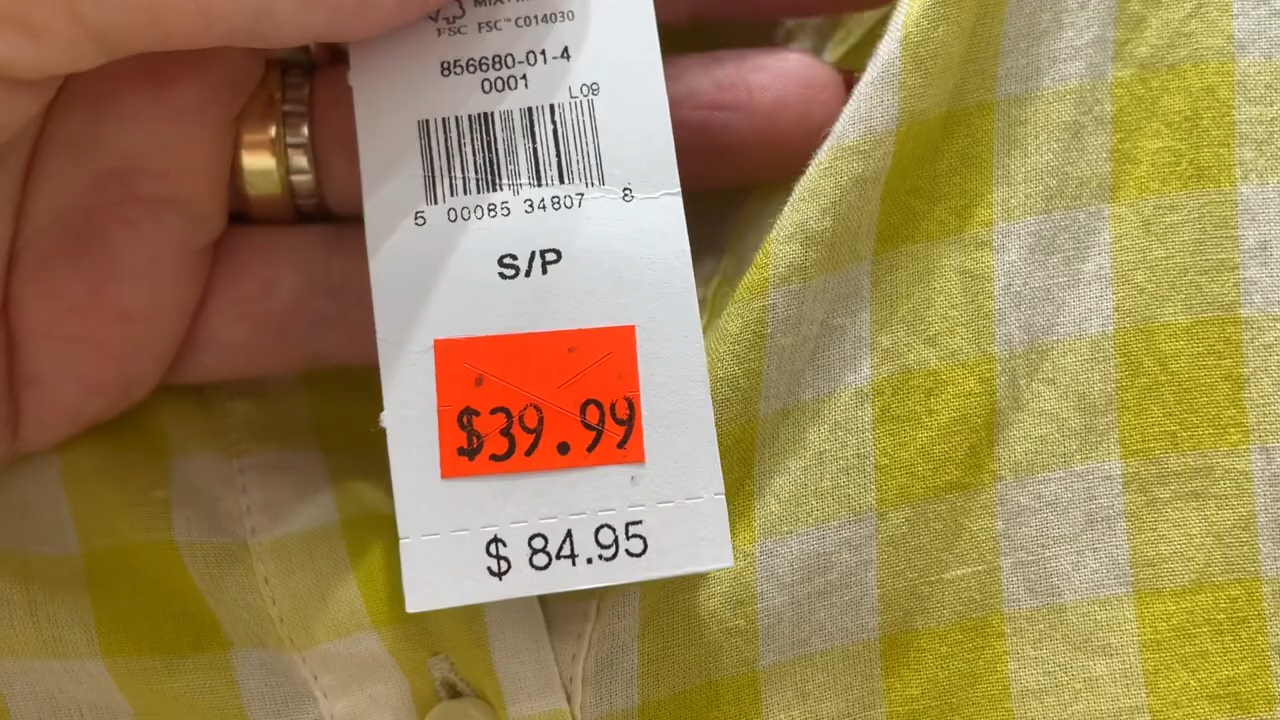 FSC FSC™ C014030
856680-01-4
0001
L09
5 00085 34807 8
S/P
$39.99
$ 84.95